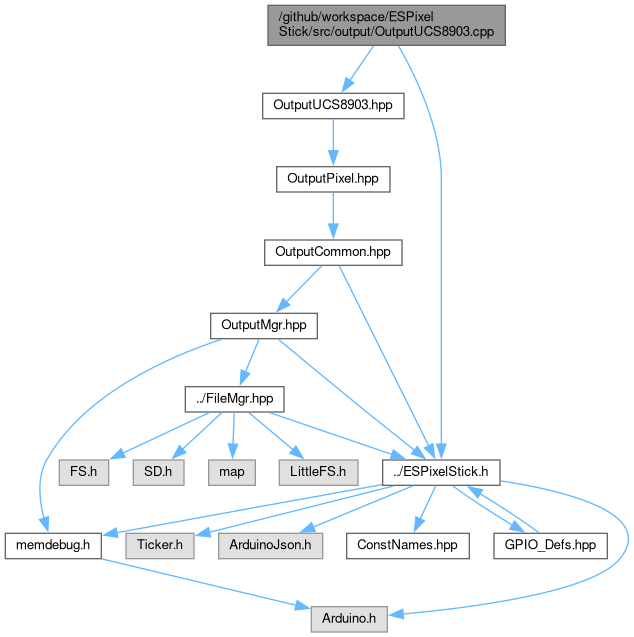 /github/workspace/ESPixel
Stick/src/output/OutputUCS8903.cpp
OutputUCS8903.hpp
OutputPixel.hpp
OutputCommon.hpp
OutputMgr.hpp
../FileMgr.hpp
FS.h
SD.h
map
LittleFS.h
../ESPixelStick.h
memdebug.h
Ticker.h
ArduinoJson.h
ConstNames.hpp
GPIO_Defs.hpp
Arduino.h